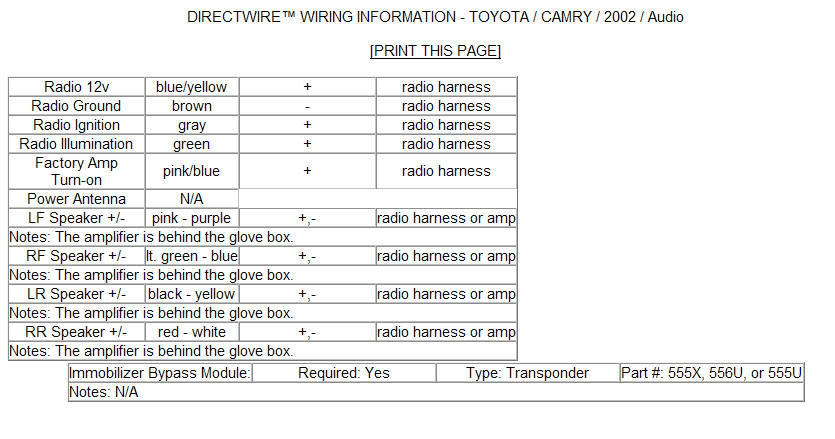 DIRECTWIRE™ WIRING INFORMATION - TOYOTA / CAMRY / 2002 / Audio
[PRINT THIS PAGE]
Radio 12v blue/yellow + radio harness
Radio Ground brown - radio harness
Radio Ignition gray + radio harness
Radio Illumination green + radio harness
Factory Amp
Turn-on pink/blue + radio harness
Power Antenna N/A
LF Speaker +/- pink - purple +,- radio harness or amp
Notes: The amplifier is behind the glove box.
RF Speaker +/- lt. green - blue +,- radio harness or amp
Notes: The amplifier is behind the glove box.
LR Speaker +/- black - yellow +,- radio harness or amp
Notes: The amplifier is behind the glove box.
RR Speaker +/- red - white +,- radio harness or amp
Notes: The amplifier is behind the glove box.
Immobilizer Bypass Module: Required: Yes Type: Transponder Part #: 555X, 556U, or 555U
Notes: N/A